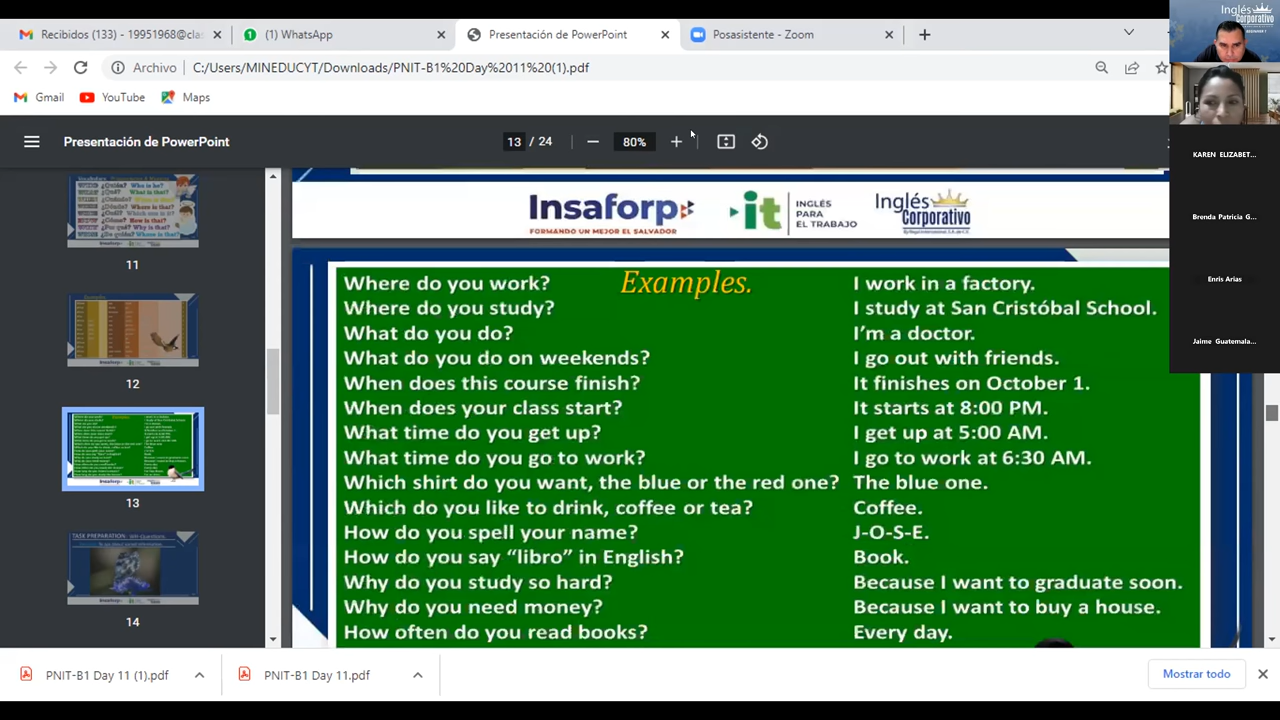 Recibidos (133) - 19951968@cla
(1) WhatsApp
Presentación de PowerPoint
Posasistente - Zoom
Archivo
C:/Users/MINEDUCYT/Downloads/PNIT-B1%20Day%2011%20(1).pdf
Gmail
YouTube
Maps
Presentación de PowerPoint
13 / 24
80%
11
12
13
14
Insaforp
FORMANDO UN MEJOR EL SALVADOR
it
INGLÉS
PARA
EL TRABAJO
Inglés
Corporativo
Examples.
Where do you work? I work in a factory.
Where do you study? I study at San Cristóbal School.
What do you do? I'm a doctor.
What do you do on weekends? I go out with friends.
When does this course finish? It finishes on October 1.
When does your class start? It starts at 8:00 PM.
What time do you get up? I get up at 5:00 AM.
What time do you go to work? I go to work at 6:30 AM.
Which shirt do you want, the blue or the red one? The blue one.
Which do you like to drink, coffee or tea? Coffee.
How do you spell your name? J-O-S-E.
How do you say “libro” in English? Book.
Why do you study so hard? Because I want to graduate soon.
Why do you need money? Because I want to buy a house.
How often do you read books? Every day.
Inglés
Corporativo
KAREN ELIZABET...
Brenda Patricia G...
Enris Arias
Jaime Guatemala...
PNIT-B1 Day 11 (1).pdf
PNIT-B1 Day 11.pdf
Mostrar todo